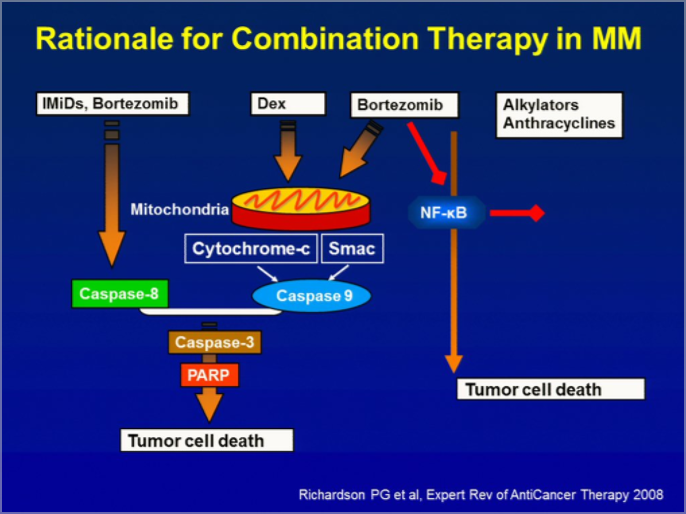 Rationale for Combination Therapy in MM
IMiDs, Bortezomib
Dex
Bortezomib
Alkylators
Anthracyclines
Mitochondria
NF-κB
Cytochrome-c
Smac
Caspase-8
Caspase 9
Caspase-3
PARP
Tumor cell death
Tumor cell death
Richardson PG et al, Expert Rev of AntiCancer Therapy 2008